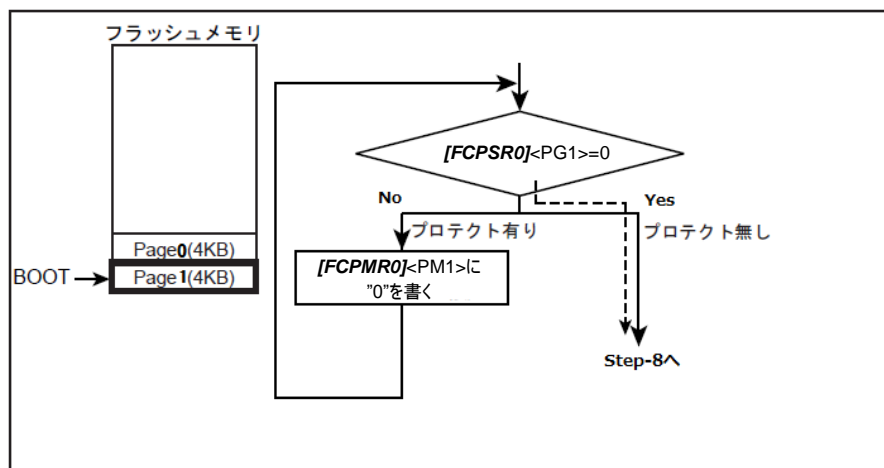 フラッシュメモリ
Page0(4KB)
BOOT
Page1(4KB)
[FCPSR0]<PG1>=0
No
Yes
プロテクト有り
プロテクト無し
[FCPMR0]<PM1>に
"0"を書く
Step-8へ